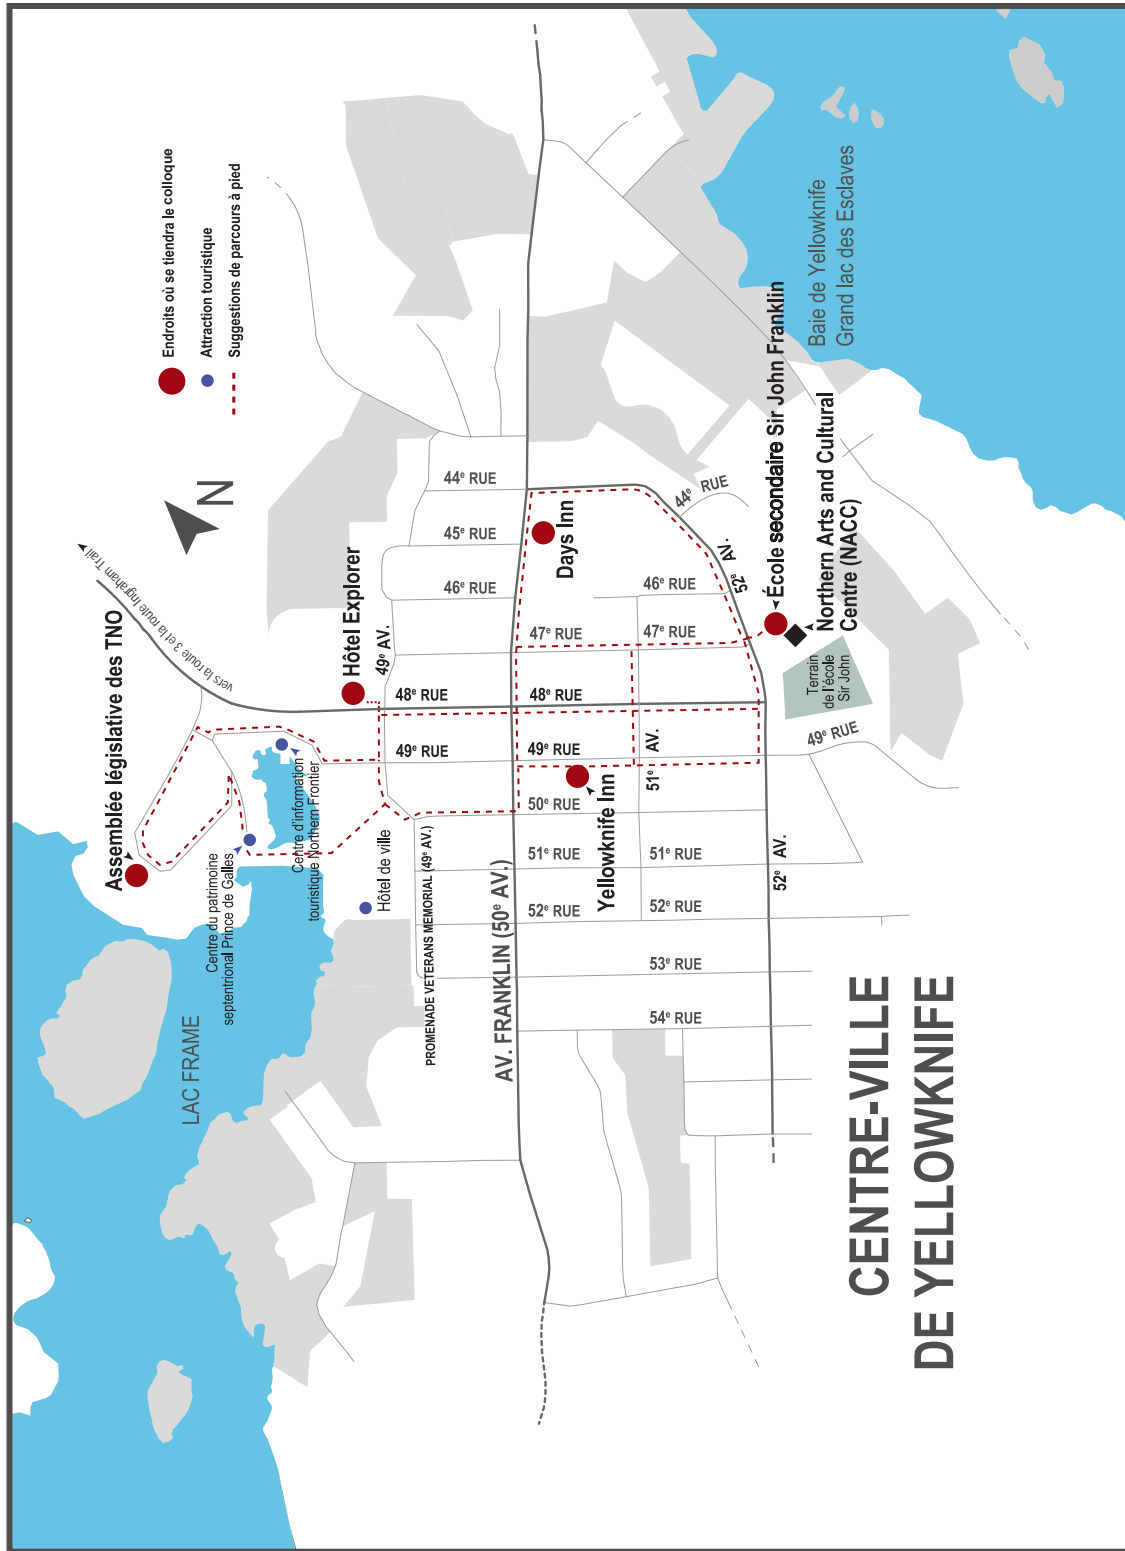 Endroits où se tiendra le colloque
Attraction touristique
Suggestions de parcours à pied
N
vers la route 3 et la route Ingraham Trail
Assemblée législative des TNO
Hôtel Explorer
49e AV.
Centre d'information
touristique Northern Frontier
Centre du patrimoine
septentrional Prince de Galles
Hôtel de ville
LAC FRAME
PROMENADE VETERANS MEMORIAL (49e AV.)
AV. FRANKLIN (50e AV.)
44e RUE
45e RUE
46e RUE
48e RUE
49e RUE
Days Inn
47e RUE
48e RUE
49e RUE
50e RUE
51e RUE
52e RUE
Yellowknife Inn
46e RUE
47e RUE
51e AV.
51e RUE
52e RUE
53e RUE
54e RUE
44e RUE
52e AV.
52e AV.
École secondaire Sir John Franklin
Northern Arts and Cultural
Centre (NACC)
Terrain
de l'école
Sir John
49e RUE
Baie de Yellowknife
Grand lac des Esclaves
CENTRE-VILLE
DE YELLOWKNIFE